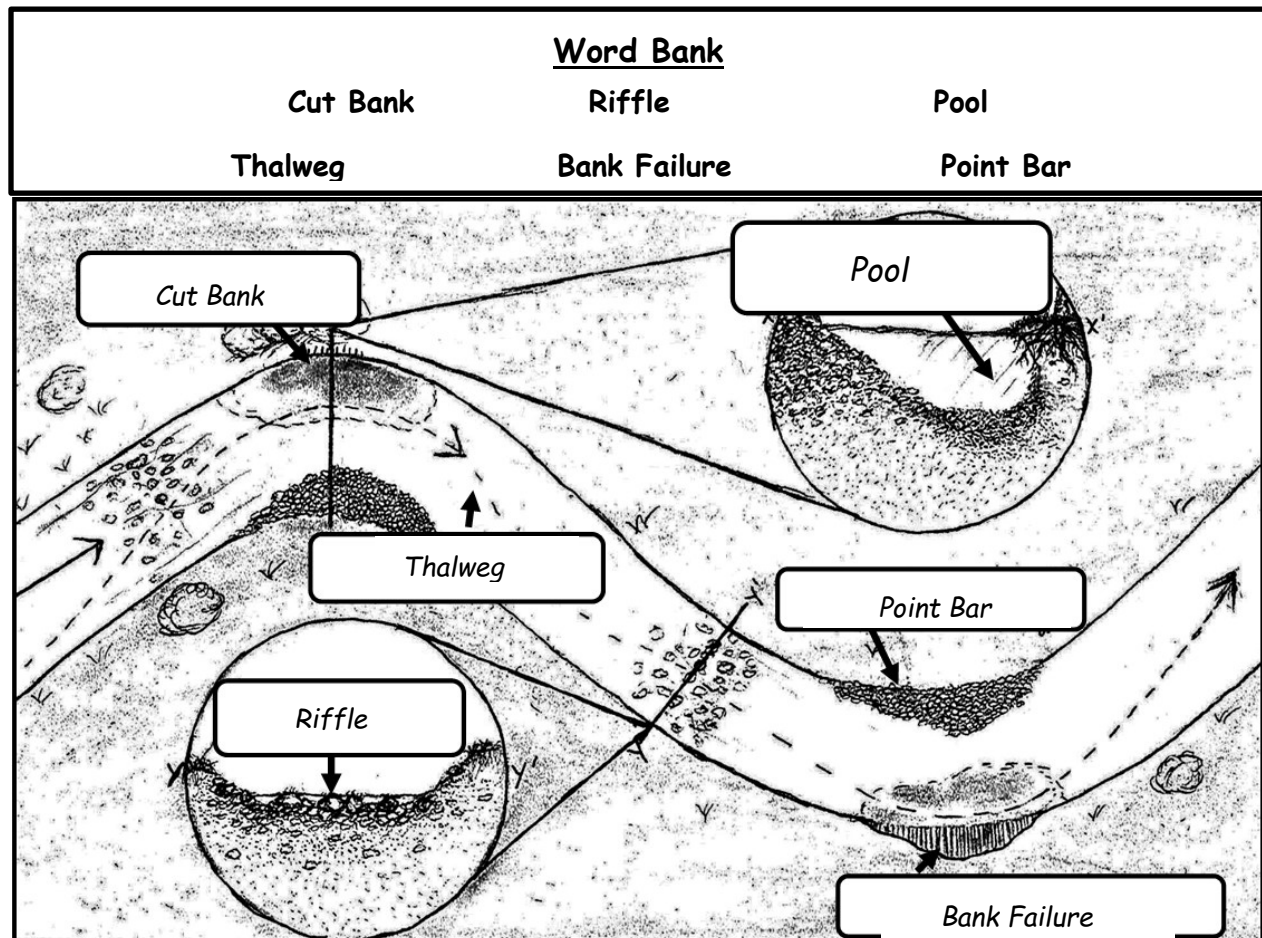 Word Bank
Cut Bank Riffle Pool
Thalweg Bank Failure Point Bar
Pool
Cut Bank
X'
Thalweg
Point Bar
Riffle
Y Y'
Bank Failure